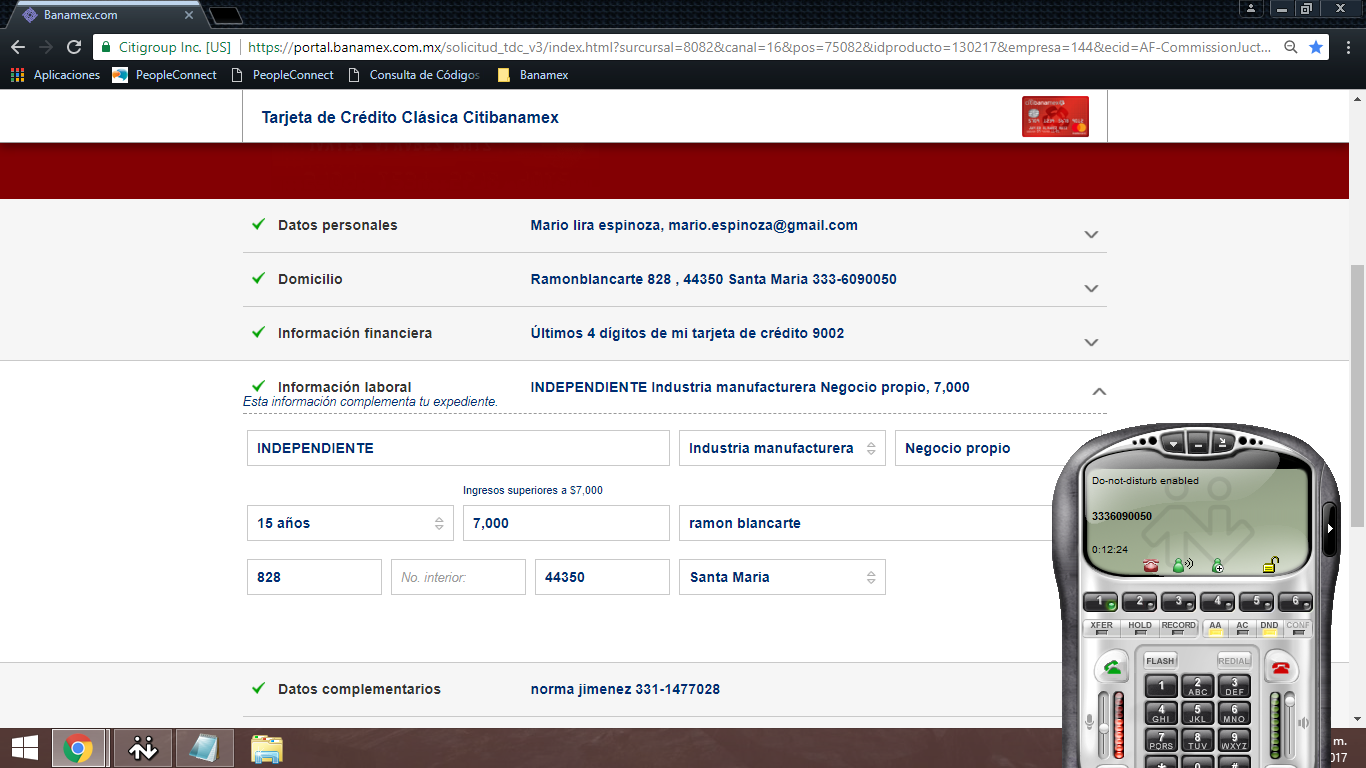 Banamex.com
Citigroup Inc. [US] https://portal.banamex.com.mx/solicitud_tdc_v3/index.html?surcursal=8082&canal=16&pos=75082&idproducto=130217&empresa=144&ecid=AF-CommissionJuct...
Aplicaciones PeopleConnect PeopleConnect Consulta de Códigos Banamex
Tarjeta de Crédito Clásica Citibanamex
citibanamex
Datos personales Mario lira espinoza, mario.espinoza@gmail.com
Domicilio Ramonblancarte 828 , 44350 Santa Maria 333-6090050
Información financiera Últimos 4 dígitos de mi tarjeta de crédito 9002
Información laboral INDEPENDIENTE Industria manufacturera Negocio propio, 7,000
Esta información complementa tu expediente.
INDEPENDIENTE Industria manufacturera Negocio propio
Ingresos superiores a $7,000
15 años 7,000 ramon blancarte
828 No. interior: 44350 Santa Maria
Datos complementarios norma jimenez 331-1477028
Do-not-disturb enabled
3336090050
0:12:24
1 2 3 4 5 6
XFER HOLD RECORD AA AC DND CONF
FLASH REDIAL
1 2 ABC 3 DEF
4 GHI 5 JKL 6 MNO
7 PQRS 8 TUV 9 WXYZ
* 0 #
m.
017